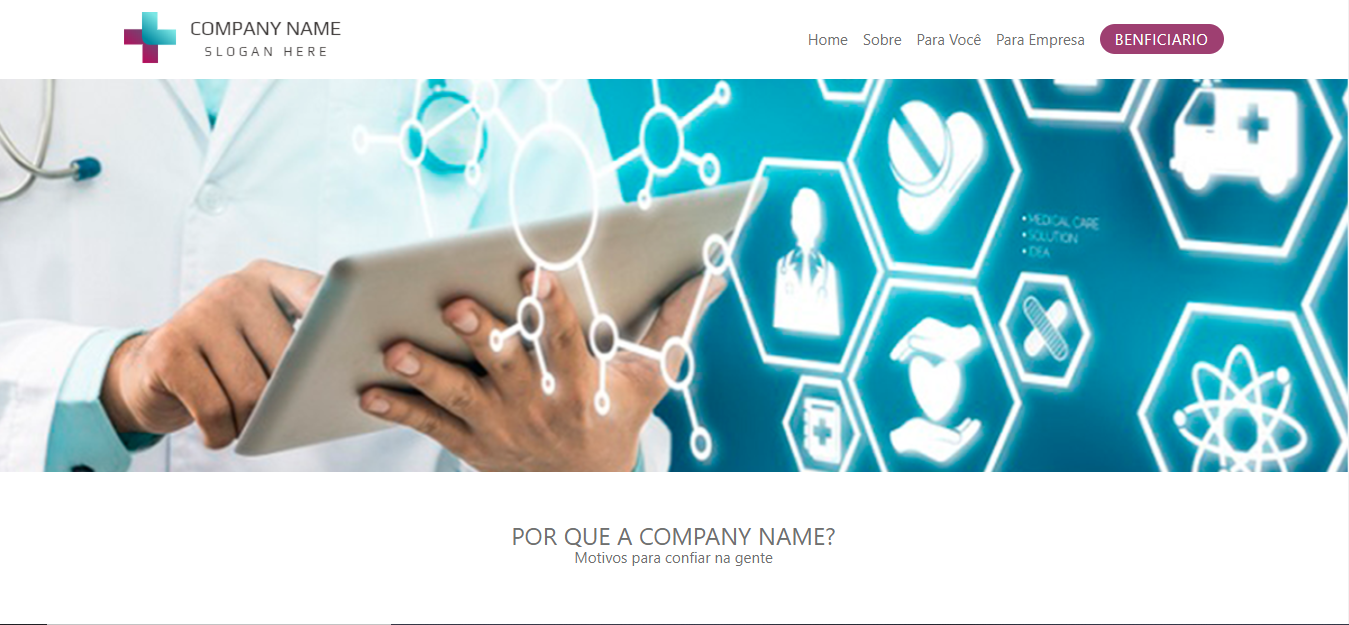 COMPANY NAME
SLOGAN HERE
Home Sobre Para Você Para Empresa BENFICIARIO
• MEDICAL CARE
• SOLUTION
• IDEA
POR QUE A COMPANY NAME?
Motivos para confiar na gente